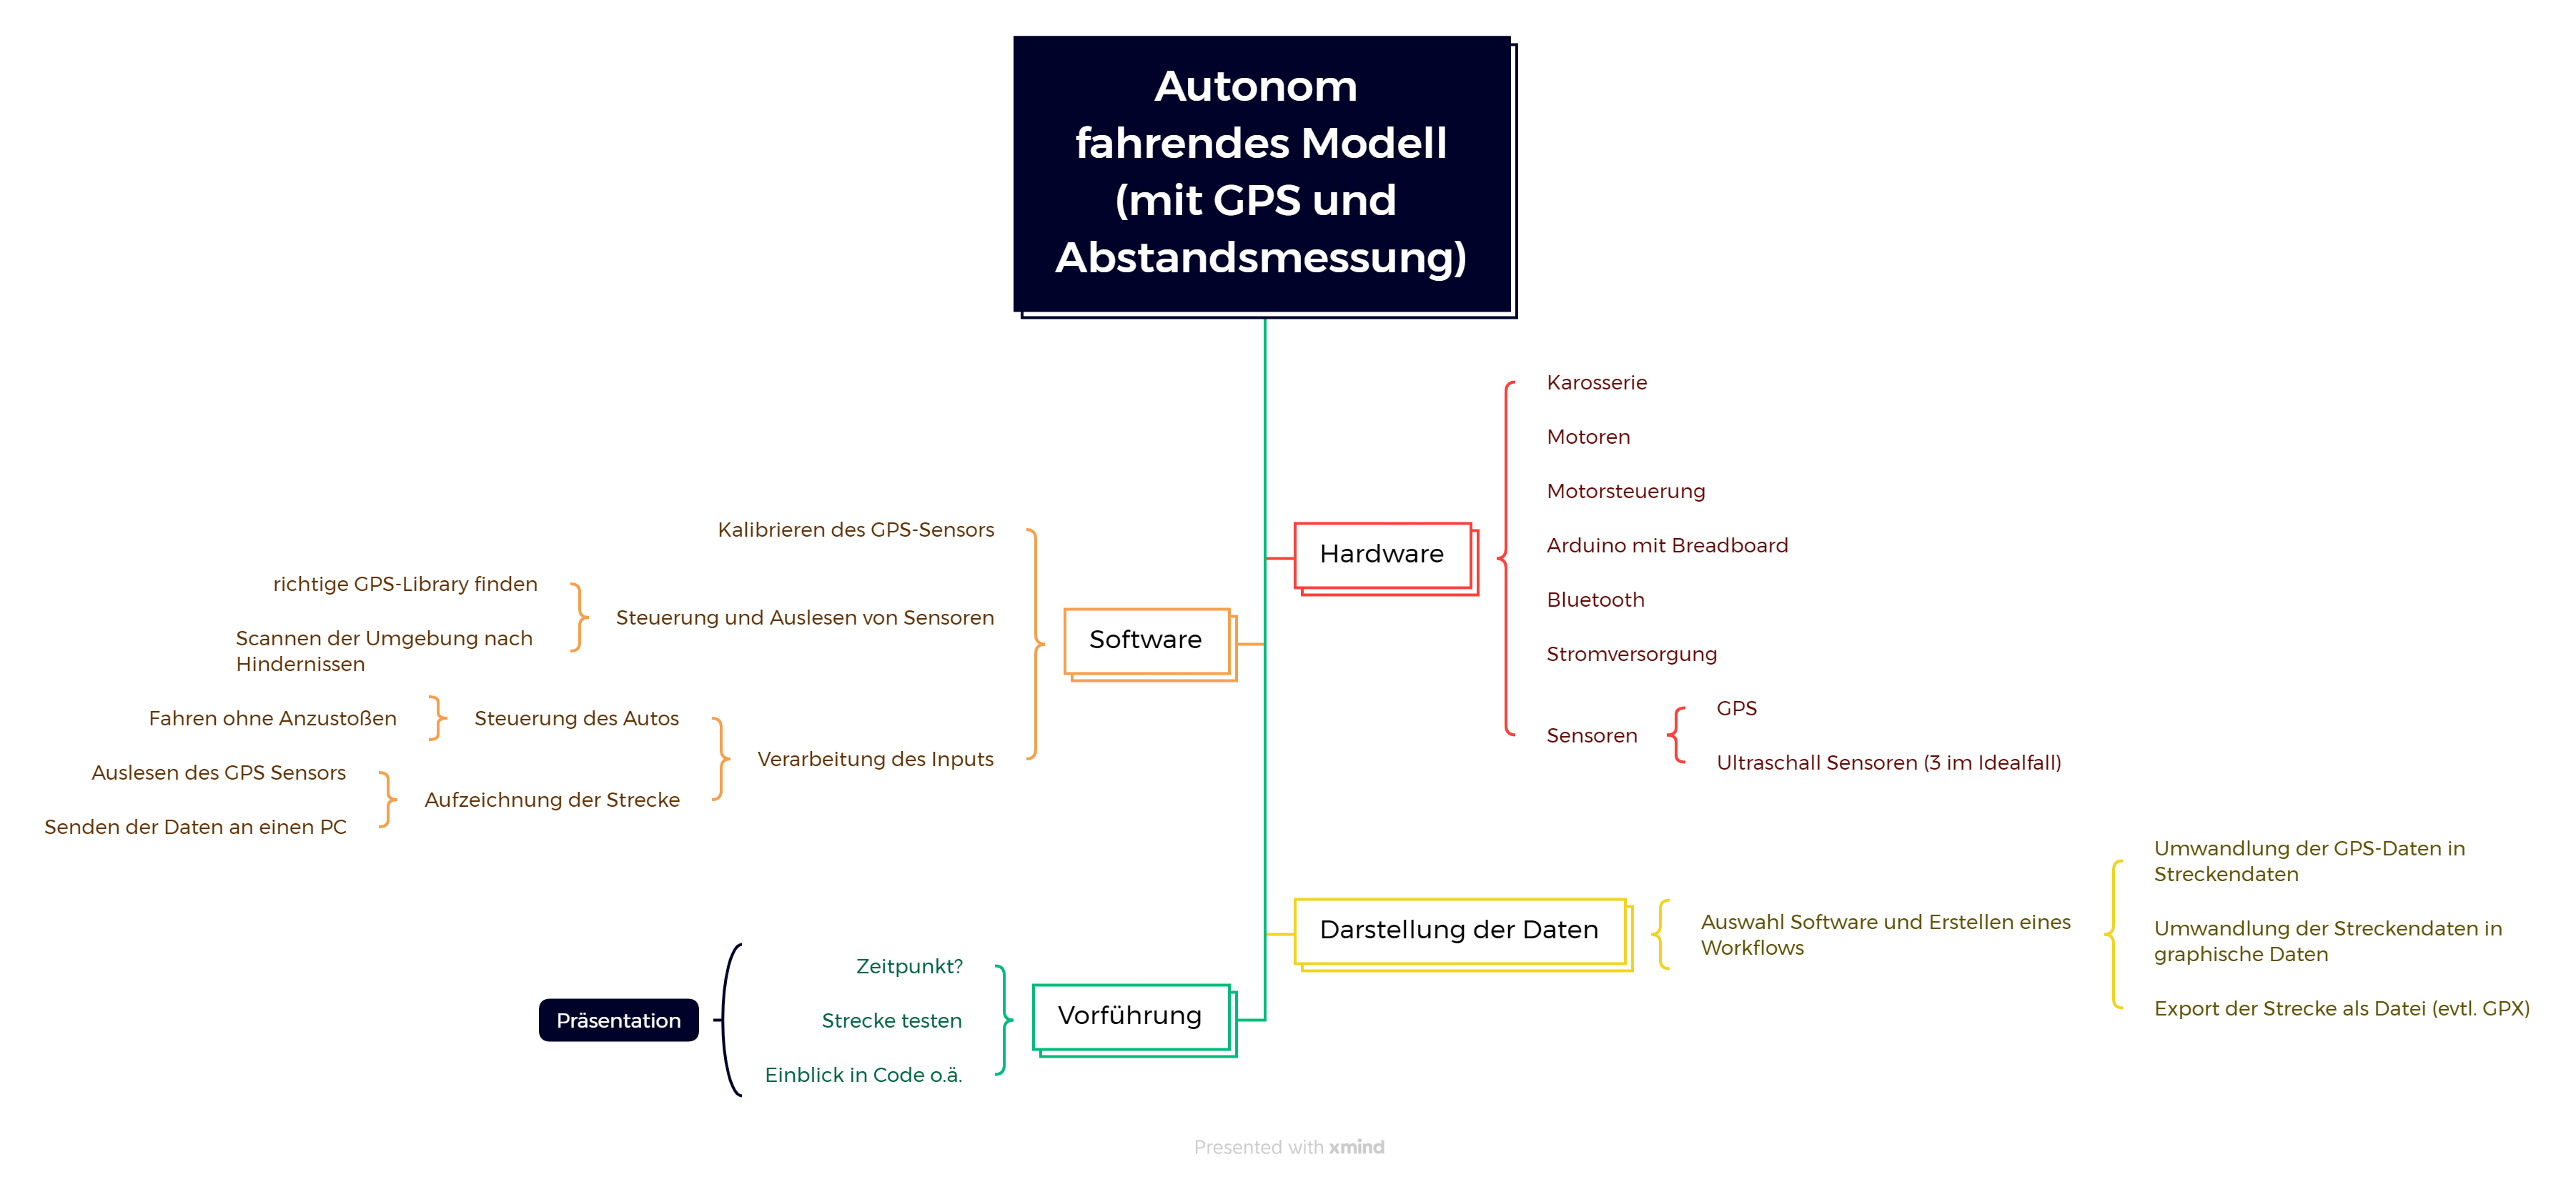 Autonom
fahrendes Modell
(mit GPS und
Abstandsmessung)
Hardware
Karosserie
Motoren
Motorsteuerung
Arduino mit Breadboard
Bluetooth
Stromversorgung
Sensoren
GPS
Ultraschall Sensoren (3 im Idealfall)
Software
Kalibrieren des GPS-Sensors
Steuerung und Auslesen von Sensoren
richtige GPS-Library finden
Scannen der Umgebung nach
Hindernissen
Verarbeitung des Inputs
Steuerung des Autos
Fahren ohne Anzustoßen
Aufzeichnung der Strecke
Auslesen des GPS Sensors
Senden der Daten an einen PC
Darstellung der Daten
Auswahl Software und Erstellen eines
Workflows
Umwandlung der GPS-Daten in
Streckendaten
Umwandlung der Streckendaten in
graphische Daten
Export der Strecke als Datei (evtl. GPX)
Vorführung
Zeitpunkt?
Strecke testen
Einblick in Code o.ä.
Präsentation
Presented with xmind